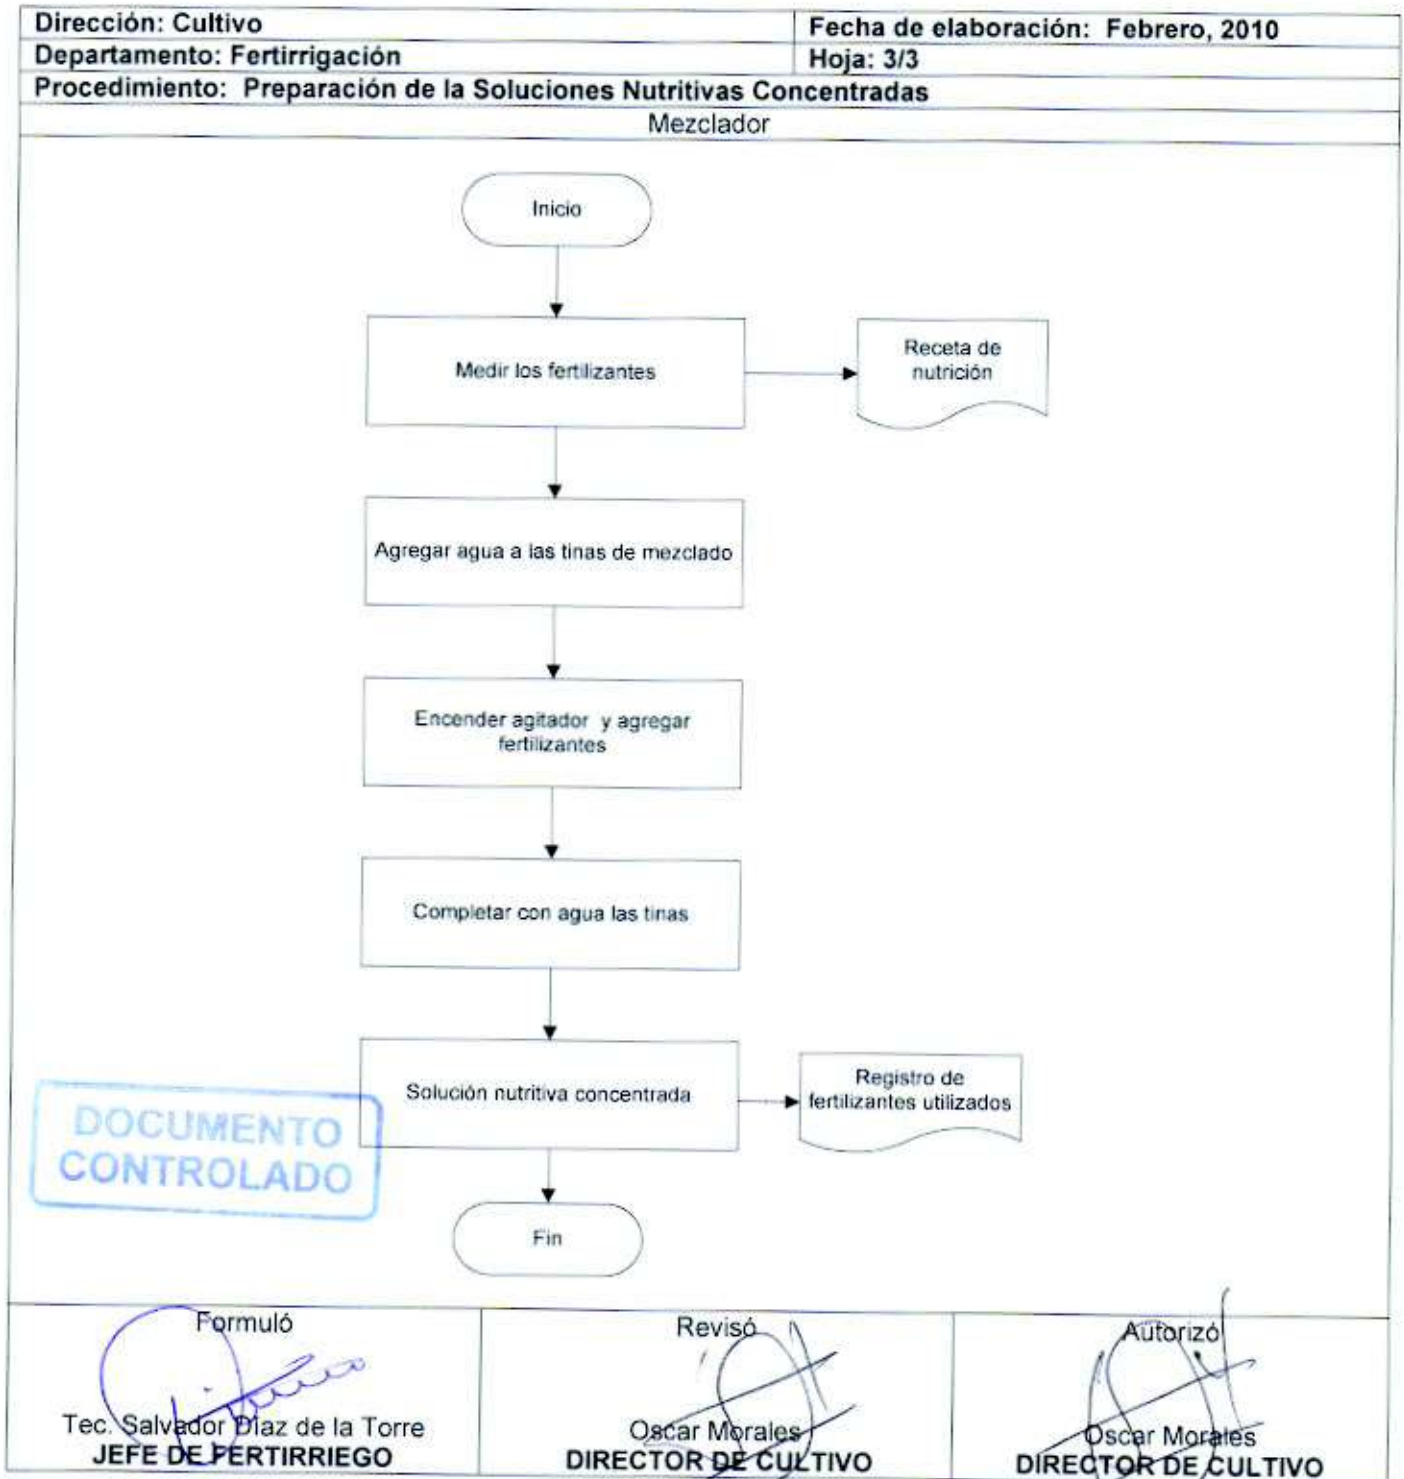 Dirección: Cultivo
Fecha de elaboración: Febrero, 2010
Departamento: Fertirrigación
Hoja: 3/3
Procedimiento: Preparación de la Soluciones Nutritivas Concentradas
Mezclador
Inicio
Medir los fertilizantes
Receta de
nutrición
Agregar agua a las tinas de mezclado
Encender agitador y agregar
fertilizantes
Completar con agua las tinas
Solución nutritiva concentrada
Registro de
fertilizantes utilizados
DOCUMENTO
CONTROLADO
Fin
Formuló
Tec. Salvador Díaz de la Torre
JEFE DE FERTIRRIEGO
Revisó
Oscar Morales
DIRECTOR DE CULTIVO
Autorizó
Oscar Morales
DIRECTOR DE CULTIVO